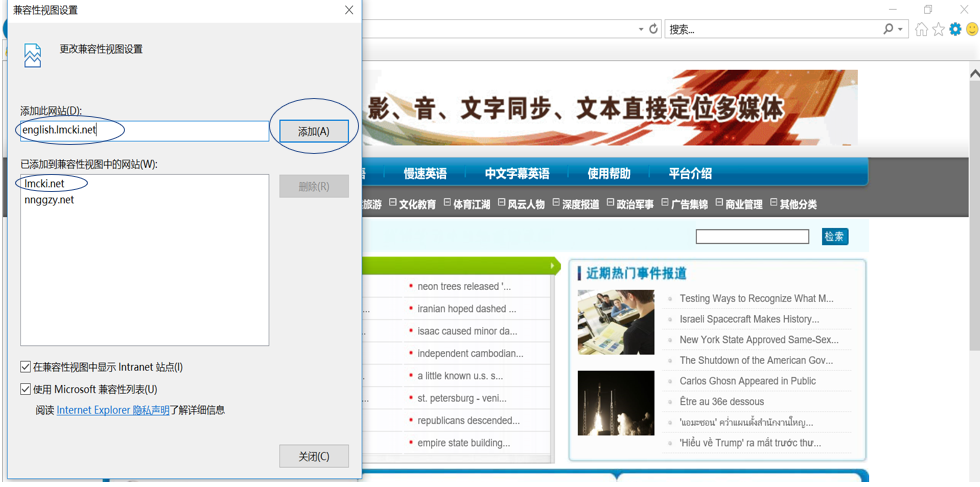 兼容性视图设置
更改兼容性视图设置
添加此网站(D):
english.lmcki.net
添加(A)
已添加到兼容性视图中的网站(W):
lmcki.net
nnggzy.net
删除(R)
在兼容性视图中显示 Intranet 站点(I)
使用 Microsoft 兼容性列表(U)
阅读 Internet Explorer 隐私声明了解详细信息
关闭(C)
搜索...
影、音、文字同步、文本直接定位多媒体
语 慢速英语 中文字幕英语 使用帮助 平台介绍
旅游 文化教育 体育江湖 风云人物 深度报道 政治军事 广告集锦 商业管理 其他分类
检索
neon trees released '...
iranian hoped dashed ...
isaac caused minor da...
independent cambodian...
a little known u.s. s...
st. petersburg - veni...
republicans descended...
empire state building...
近期热门事件报道
Testing Ways to Recognize What M...
Israeli Spacecraft Makes History...
New York State Approved Same-Sex...
The Shutdown of the American Gov...
Carlos Ghosn Appeared in Public
Être au 36e dessous
'แอมะซอน' คว่ำแผนตั้งสำนักงานใหญ่...
'Hiểu về Trump' ra mắt trước thư...